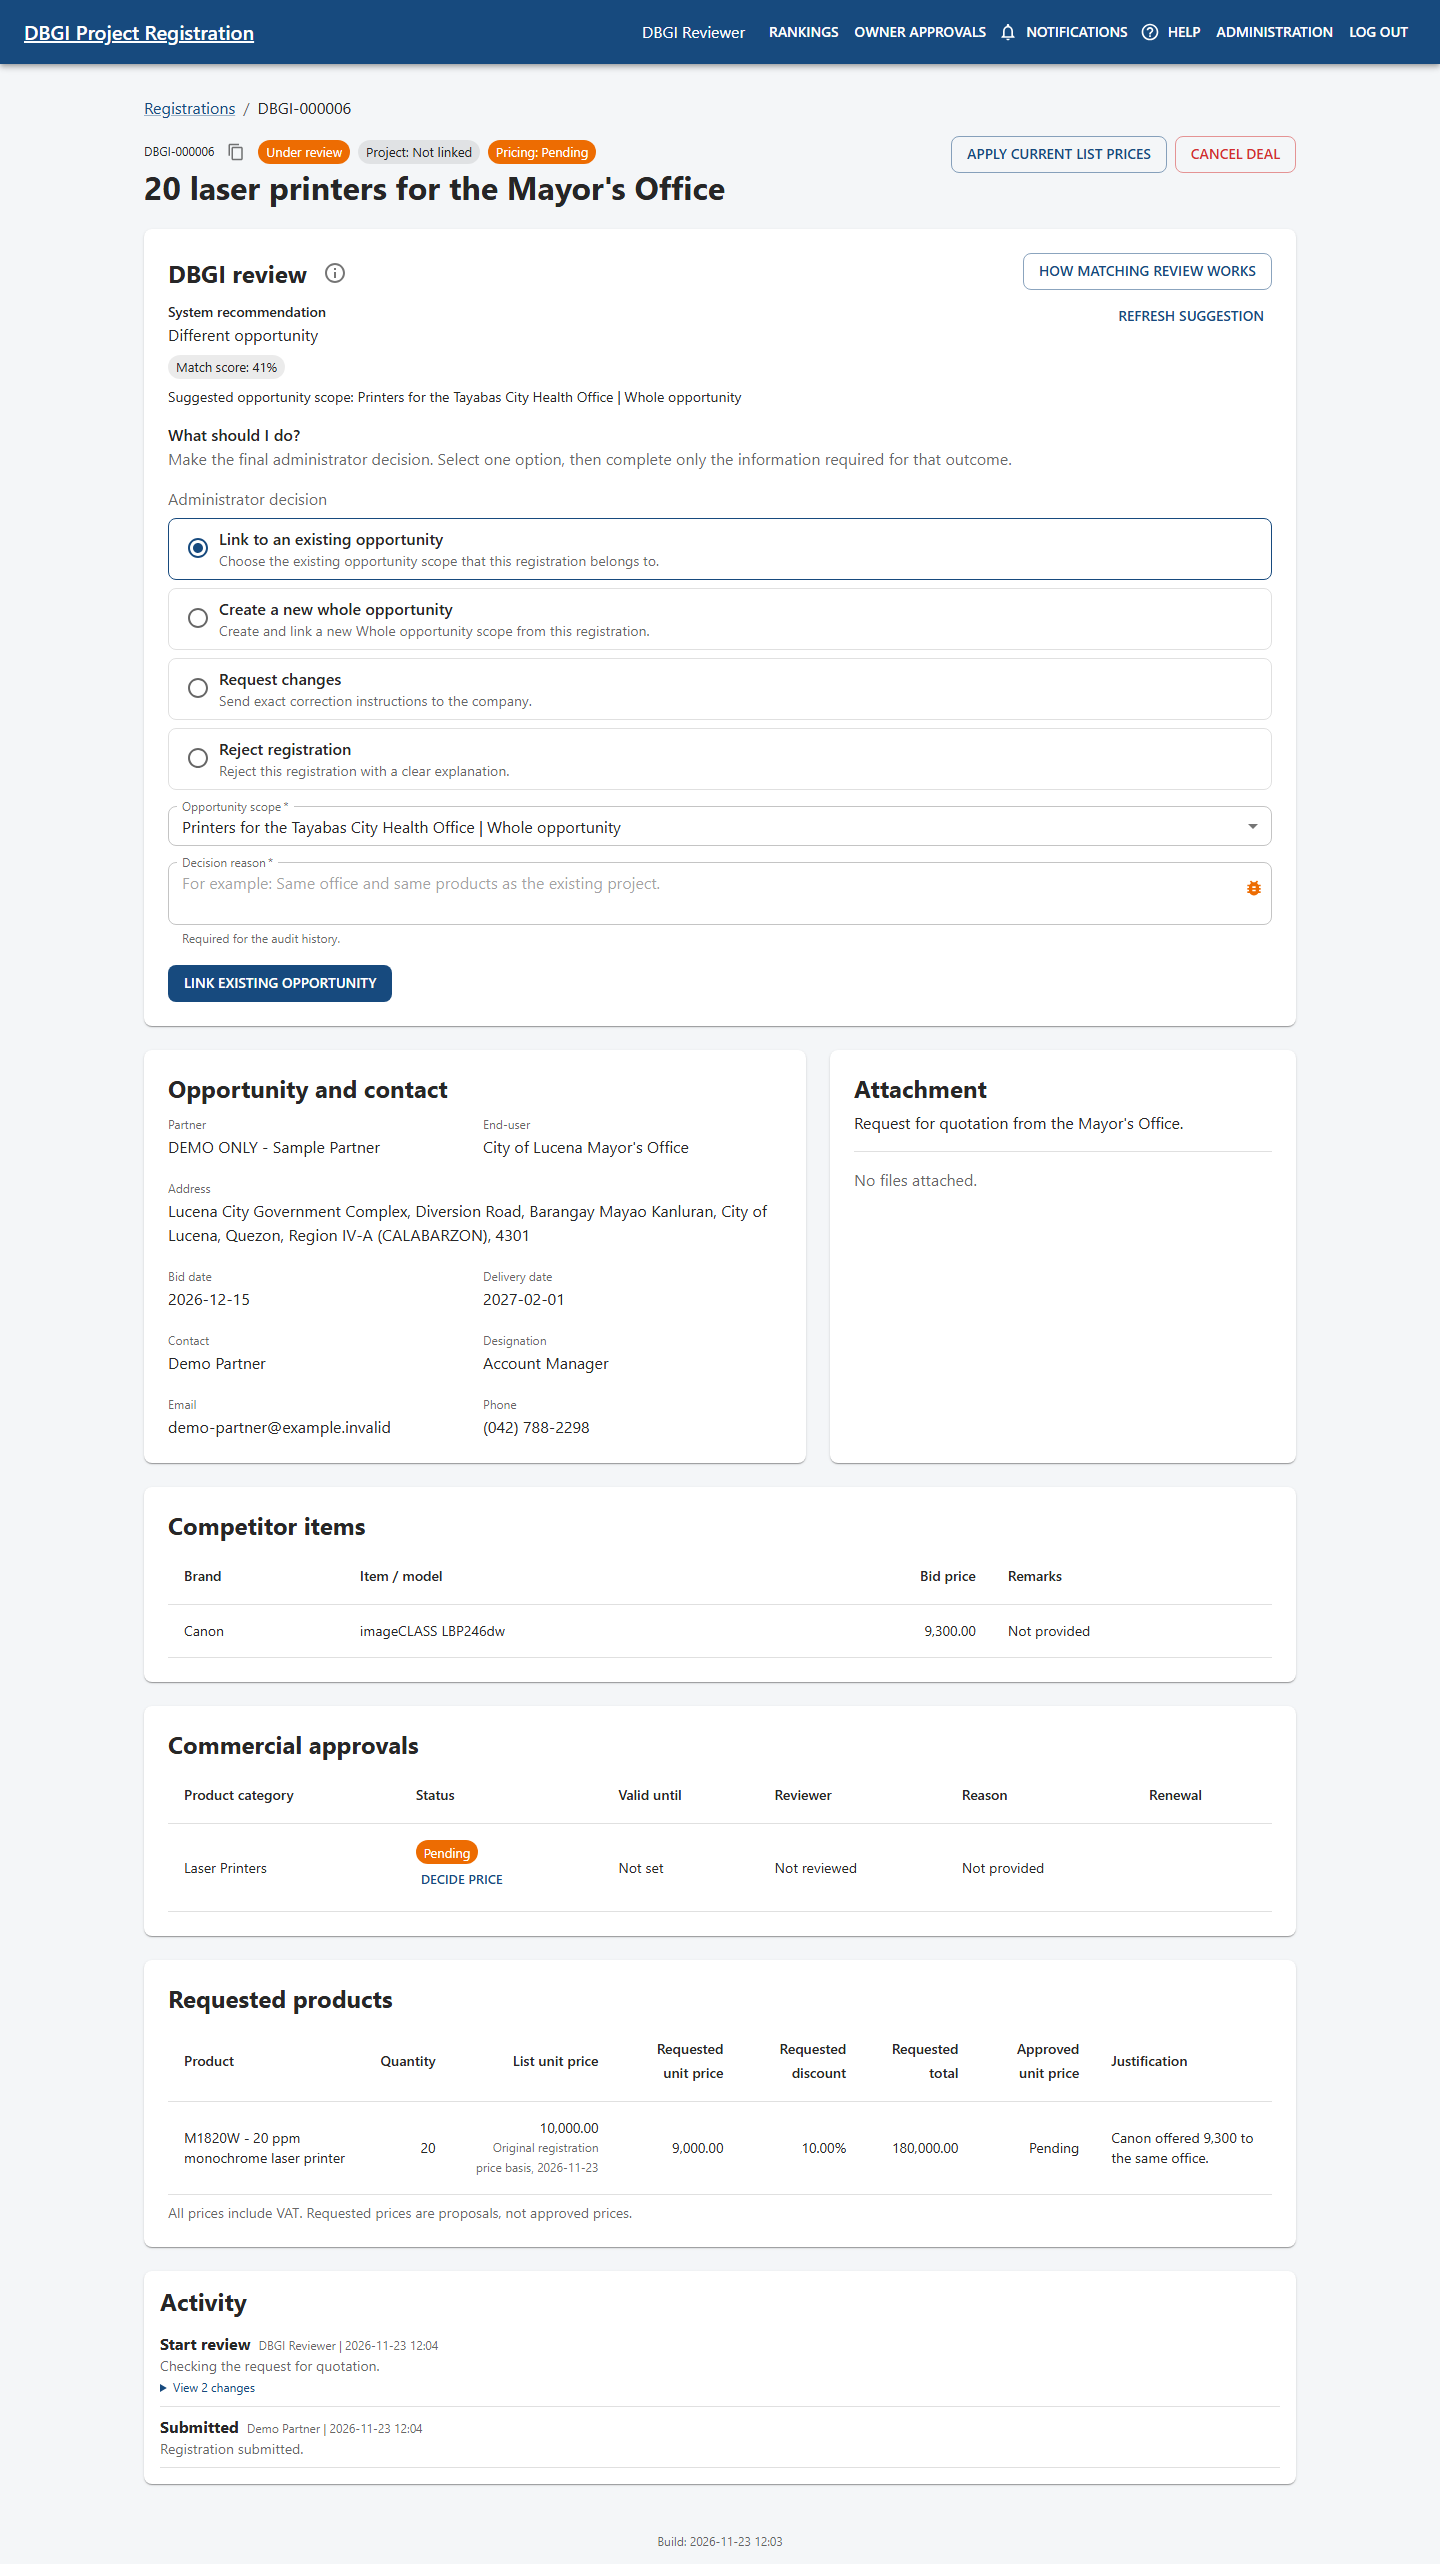 DBGI Project Registration
DBGI Reviewer
RANKINGS
OWNER APPROVALS
NOTIFICATIONS
HELP
ADMINISTRATION
LOG OUT
Registrations / DBGI-000006
DBGI-000006
Under review
Project: Not linked
Pricing: Pending
APPLY CURRENT LIST PRICES
CANCEL DEAL
20 laser printers for the Mayor's Office
DBGI review
HOW MATCHING REVIEW WORKS
System recommendation
REFRESH SUGGESTION
Different opportunity
Match score: 41%
Suggested opportunity scope: Printers for the Tayabas City Health Office | Whole opportunity
What should I do?
Make the final administrator decision. Select one option, then complete only the information required for that outcome.
Administrator decision
Link to an existing opportunity
Choose the existing opportunity scope that this registration belongs to.
Create a new whole opportunity
Create and link a new Whole opportunity scope from this registration.
Request changes
Send exact correction instructions to the company.
Reject registration
Reject this registration with a clear explanation.
Opportunity scope *
Printers for the Tayabas City Health Office | Whole opportunity
Decision reason *
For example: Same office and same products as the existing project.
Required for the audit history.
LINK EXISTING OPPORTUNITY
Opportunity and contact
Partner
DEMO ONLY - Sample Partner
End-user
City of Lucena Mayor's Office
Address
Lucena City Government Complex, Diversion Road, Barangay Mayao Kanluran, City of
Lucena, Quezon, Region IV-A (CALABARZON), 4301
Bid date
2026-12-15
Delivery date
2027-02-01
Contact
Demo Partner
Designation
Account Manager
Email
demo-partner@example.invalid
Phone
(042) 788-2298
Attachment
Request for quotation from the Mayor's Office.
No files attached.
Competitor items
Brand Item / model Bid price Remarks
Canon imageCLASS LBP246dw 9,300.00 Not provided
Commercial approvals
Product category Status Valid until Reviewer Reason Renewal
Laser Printers
Pending
DECIDE PRICE
Not set
Not reviewed
Not provided
Requested products
Product
Quantity
List unit price
Requested
unit price
Requested
discount
Requested
total
Approved
unit price
Justification
M1820W - 20 ppm
monochrome laser printer
20
10,000.00
Original registration
price basis, 2026-11-23
9,000.00
10.00%
180,000.00
Pending
Canon offered 9,300 to
the same office.
All prices include VAT. Requested prices are proposals, not approved prices.
Activity
Start review DBGI Reviewer | 2026-11-23 12:04
Checking the request for quotation.
View 2 changes
Submitted Demo Partner | 2026-11-23 12:04
Registration submitted.
Build: 2026-11-23 12:03